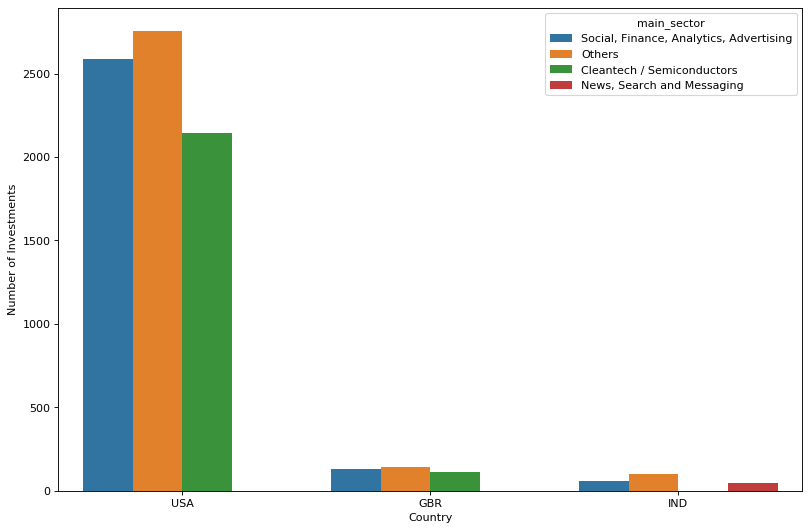 main_sector
Social, Finance, Analytics, Advertising
Others
Cleantech / Semiconductors
News, Search and Messaging
2500
2000
1500
1000
500
0
Number of Investments
USA
GBR
IND
Country